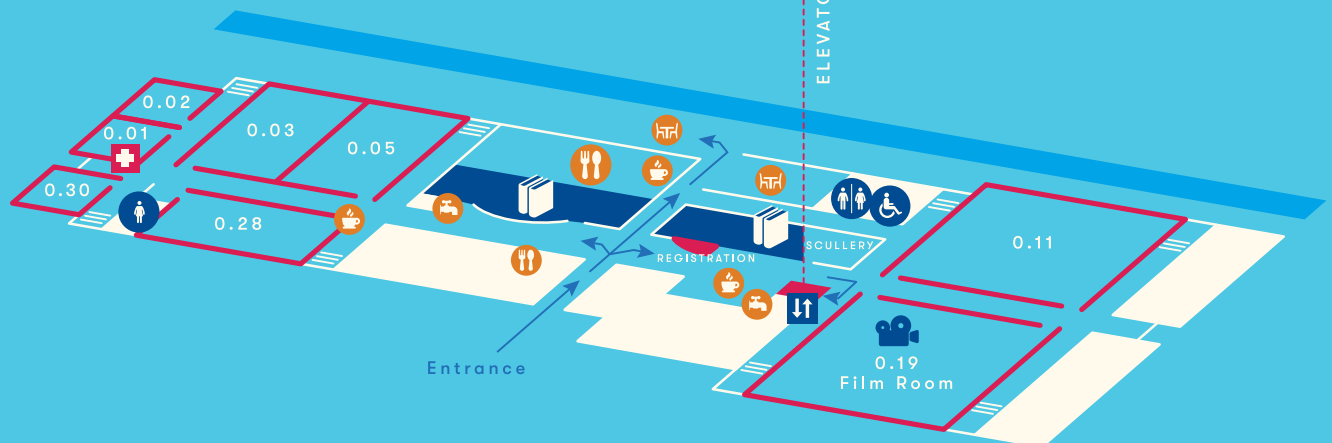 ELEVATO
0.02
0.01
0.03
0.05
0.30
0.28
SCULLERY
REGISTRATION
0.11
Entrance
0.19
Film Room